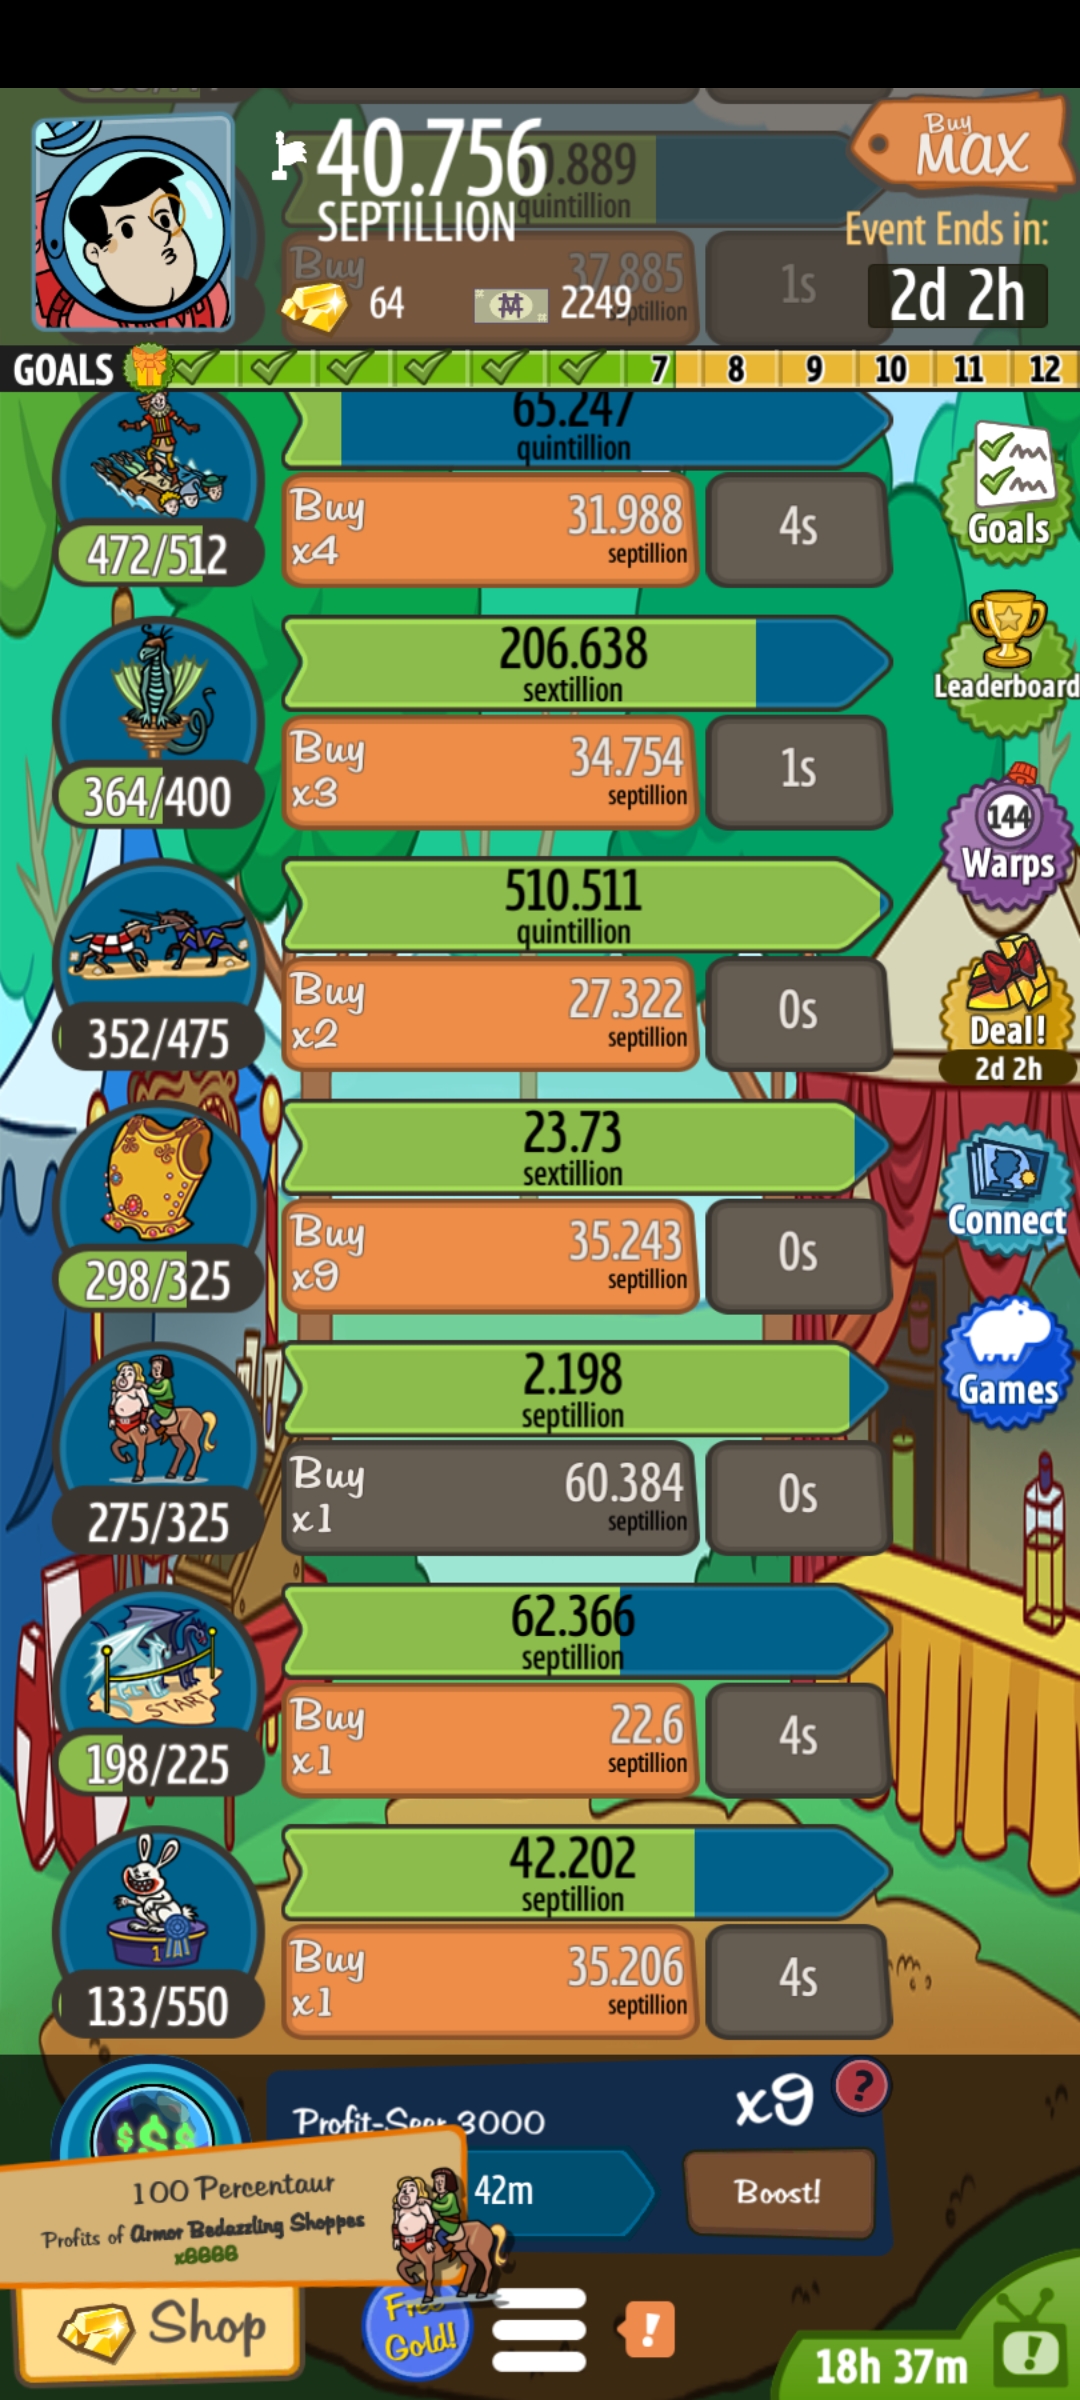 40.756
SEPTILLION
Buy
MAX
quintillion
Buy
37.885
septillion
1s
Event Ends in:
2d 2h
64
2249
GOALS
7
8
9
10
11
12
65.247
quintillion
Buy
x4
31.988
septillion
4s
472/512
Goals
206.638
sextillion
Buy
x3
34.754
septillion
1s
364/400
Leaderboard
144
Warps
510.511
quintillion
Buy
x2
27.322
septillion
0s
352/475
Deal!
2d 2h
23.73
sextillion
Buy
x9
35.243
septillion
0s
298/325
Connect
2.198
septillion
Buy
x1
60.384
septillion
0s
275/325
Games
62.366
septillion
START
Buy
x1
22.6
septillion
4s
198/225
42.202
septillion
1
Buy
x1
35.206
septillion
4s
133/550
$$$
Profit-Seer 3000
x9
?
42m
Boost!
100 Percentaur
Profits of Armor Bedazzling Shoppes
x6666
Shop
Free
Gold!
!
18h 37m
!